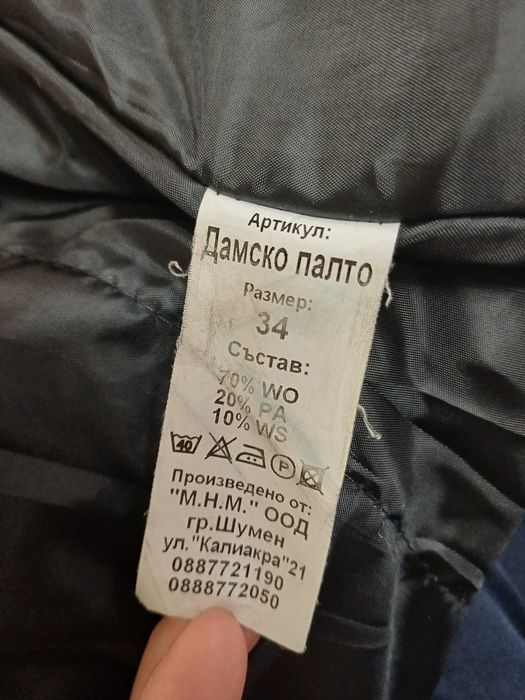 Артикул:
Дамско палто
Размер:
34
Състав:
70% WO
20% PA
10% WS
40 P
Произведено от:
"М.Н.М." ООД
гр.Шумен
ул."Калиакра"21
0887721190
0888772050